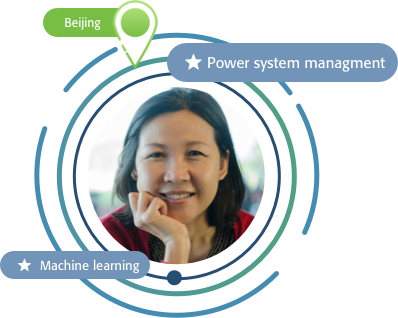 Beijing
Power system managment
Machine learning